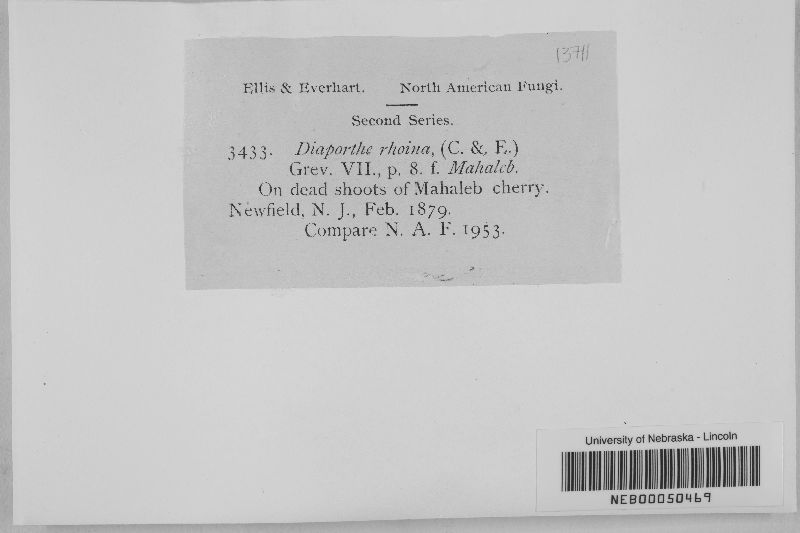 Ellis & Everhart. North American Fungi.
Second Series.
3433. Diaporthe rhoina, (C. & E.)
Grev. VII., p. 8. f. Mahaleb.
On dead shoots of Mahaleb cherry.
Newfield, N. J., Feb. 1879.
Compare N. A. F. 1953.
University of Nebraska - Lincoln
NEB00050469